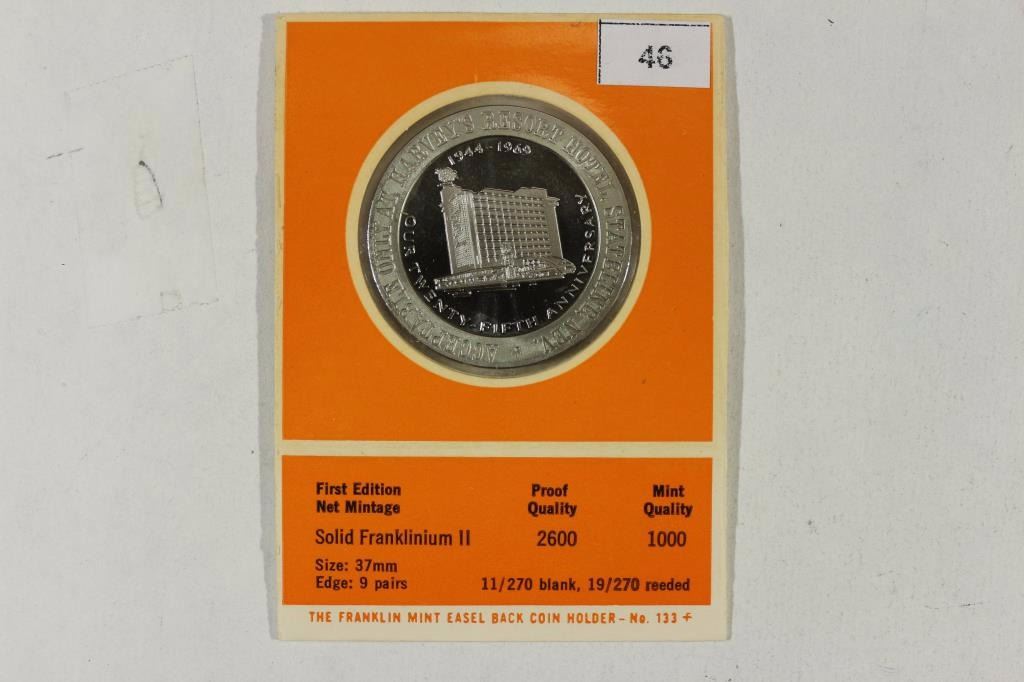 46
ACCEPTABLE ONLY AT HARVEY'S RESORT HOTEL, STATELINE, NEV.
1944-1969
OUR TWENTY-FIFTH ANNIVERSARY
First Edition Proof Mint
Net Mintage Quality Quality
Solid Franklinium II 2600 1000
Size: 37mm
Edge: 9 pairs 11/270 blank, 19/270 reeded
THE FRANKLIN MINT EASEL BACK COIN HOLDER - No. 133